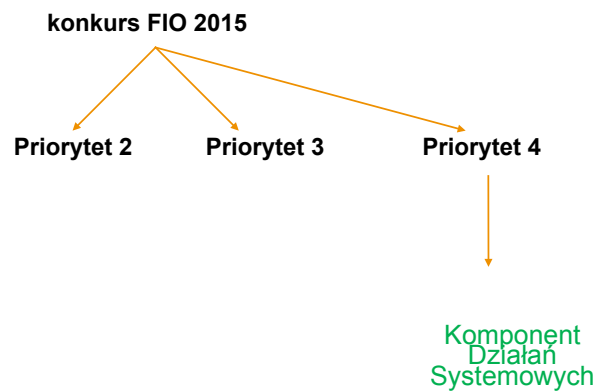 konkurs FIO 2015
Priorytet 2 Priorytet 3 Priorytet 4
Komponent
Działań
Systemowych